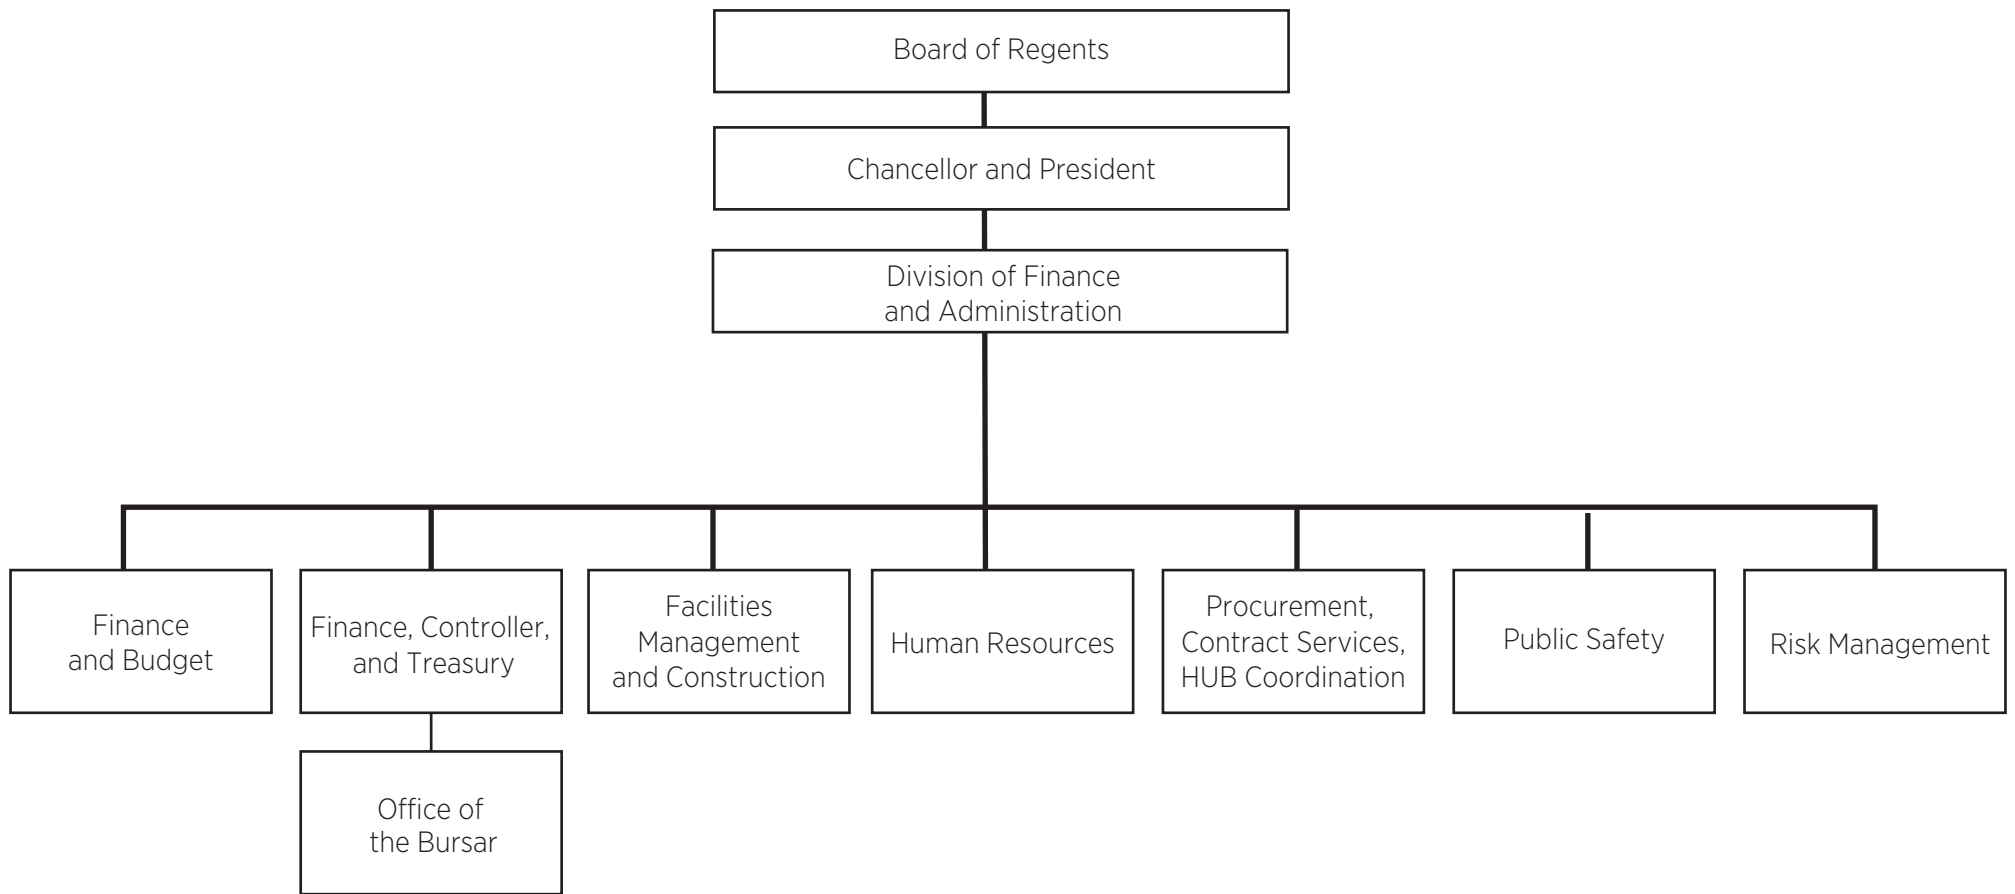 Board of Regents
Chancellor and President
Division of Finance
and Administration
Finance
and Budget
Finance, Controller,
and Treasury
Facilities
Management
and Construction
Human Resources
Procurement,
Contract Services,
HUB Coordination
Public Safety
Risk Management
Office of
the Bursar